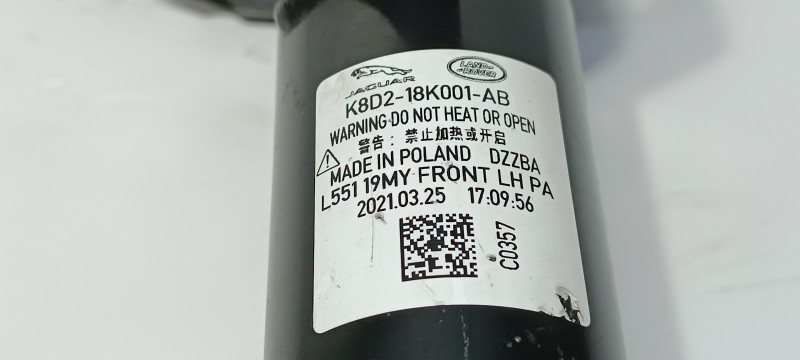 JAGUAR
LAND-
ROVER
K8D2-18K001-AB
WARNING:DO NOT HEAT OR OPEN
警告：禁止加热或开启
MADE IN POLAND DZZBA
L551 19MY FRONT LH PA
2021.03.25 17:09:56
C0357